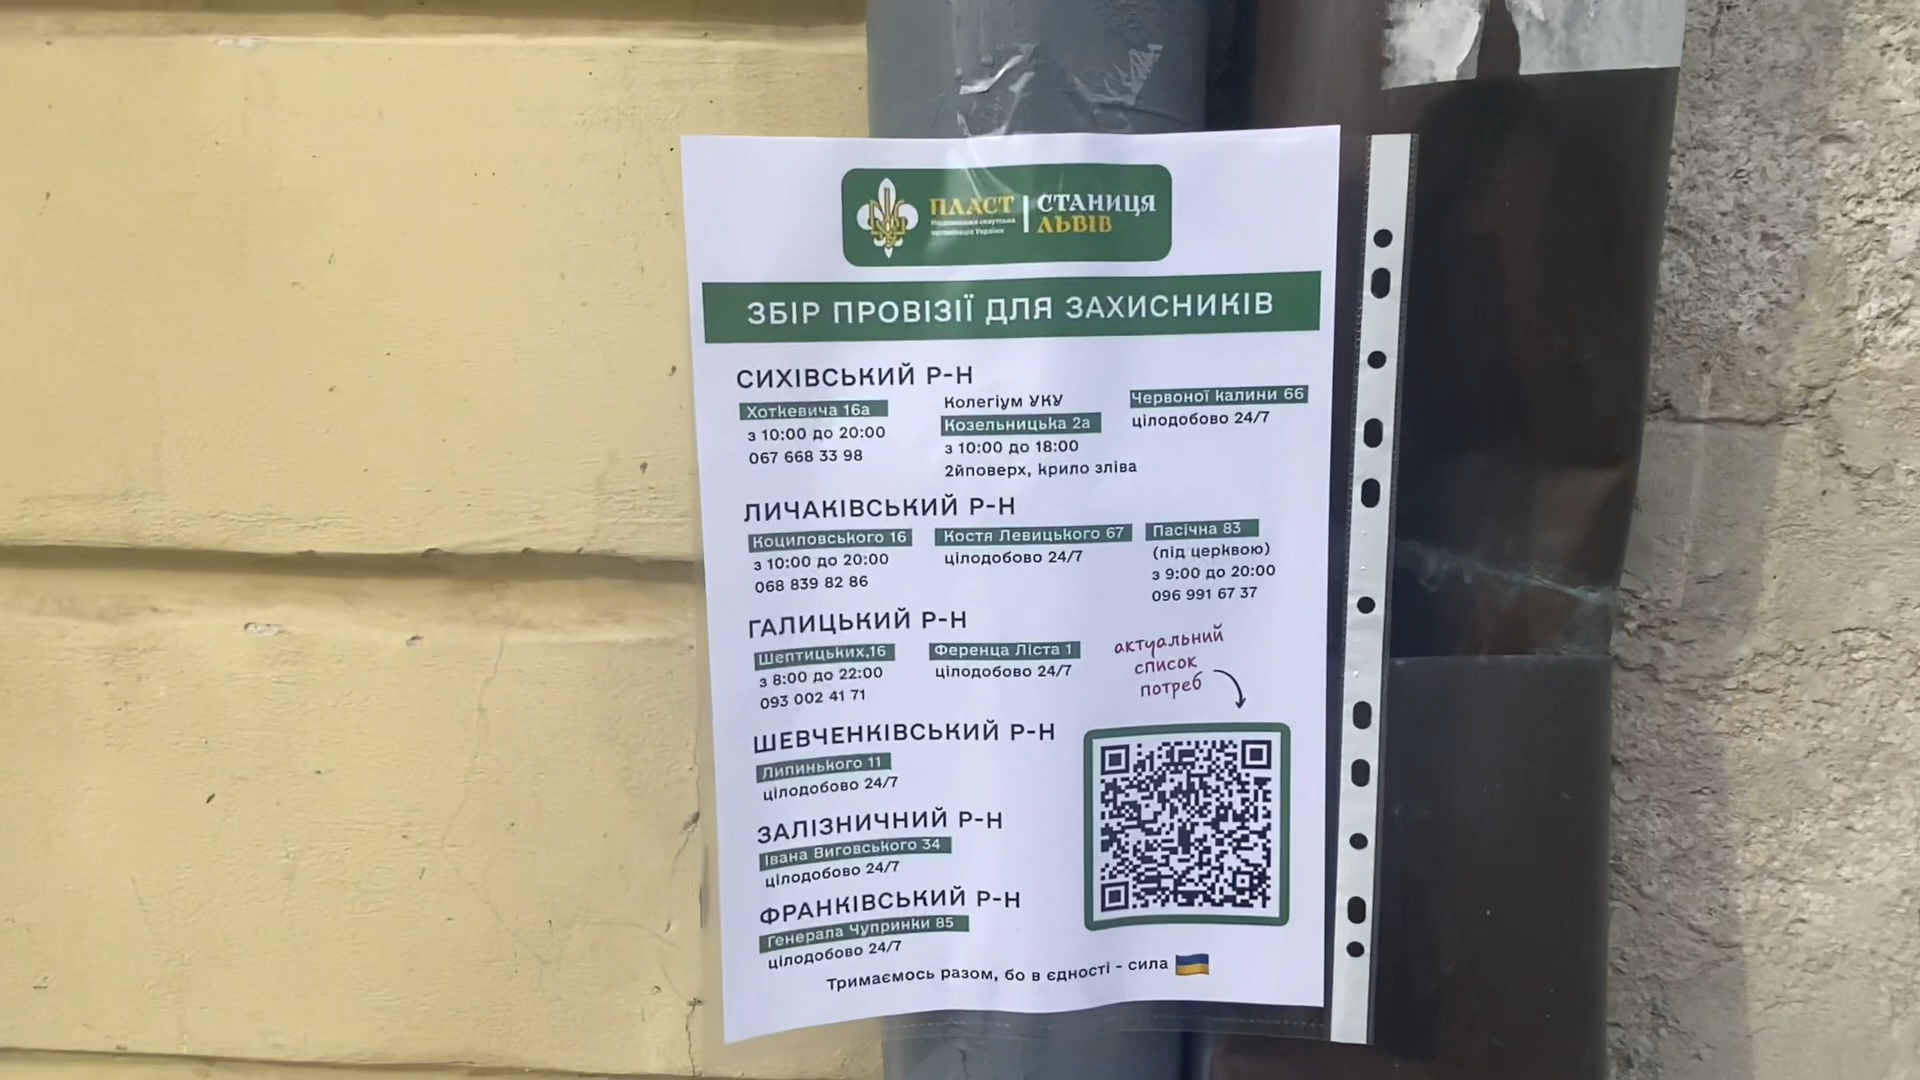 ПЛАСТ
Національна скаутська
організація України
СТАНИЦЯ
ЛЬВІВ
ЗБІР ПРОВІЗІЇ ДЛЯ ЗАХИСНИКІВ
СИХІВСЬКИЙ Р-Н
Хоткевича 16а
з 10:00 до 20:00
067 668 33 98
Колегіум УКУ
Козельницька 2а
з 10:00 до 18:00
2йповерх, крило зліва
Червоної калини 66
цілодобово 24/7
ЛИЧАКІВСЬКИЙ Р-Н
Коциловського 16
з 10:00 до 20:00
068 839 82 86
Костя Левицького 67
цілодобово 24/7
Пасічна 83
(під церквою)
з 9:00 до 20:00
096 991 67 37
ГАЛИЦЬКИЙ Р-Н
Шептицьких,16
з 8:00 до 22:00
093 002 41 71
Ференца Ліста 1
цілодобово 24/7
актуальний
список
потреб
ШЕВЧЕНКІВСЬКИЙ Р-Н
Липинького 11
цілодобово 24/7
ЗАЛІЗНИЧНИЙ Р-Н
Івана Виговського 34
цілодобово 24/7
ФРАНКІВСЬКИЙ Р-Н
Генерала Чупринки 85
цілодобово 24/7
Тримаємось разом, бо в єдності - сила